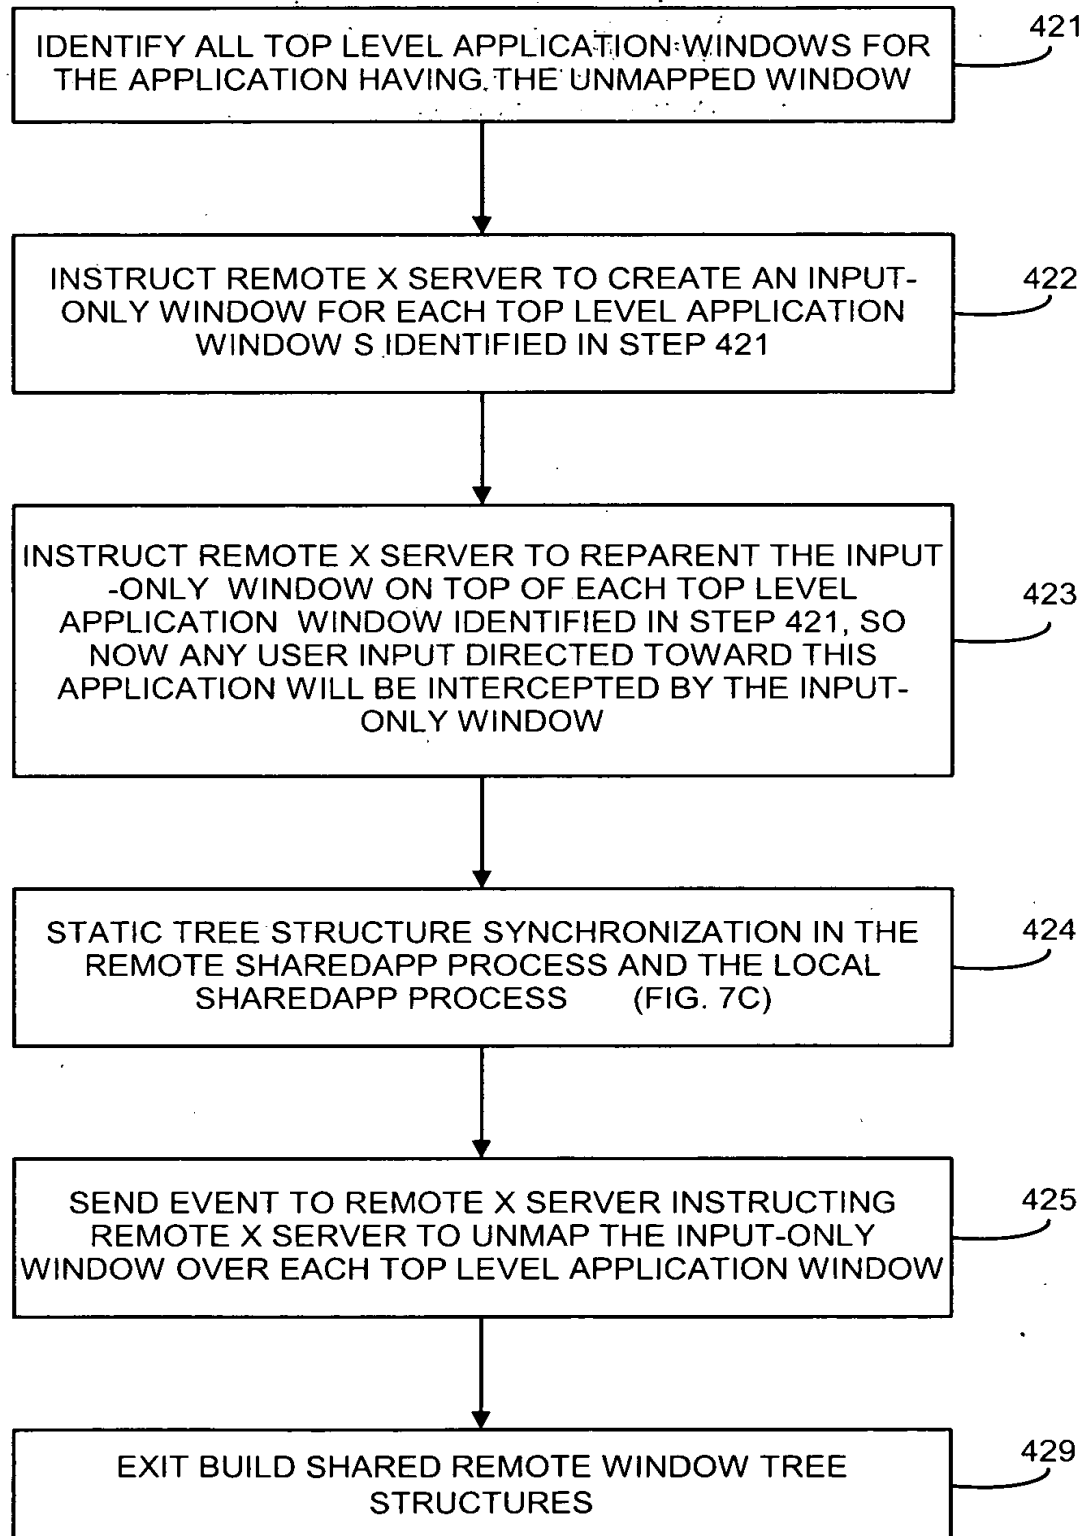 IDENTIFY ALL TOP LEVEL APPLICATION WINDOWS FOR
THE APPLICATION HAVING THE UNMAPPED WINDOW
421
INSTRUCT REMOTE X SERVER TO CREATE AN INPUT-
ONLY WINDOW FOR EACH TOP LEVEL APPLICATION
WINDOW S IDENTIFIED IN STEP 421
422
INSTRUCT REMOTE X SERVER TO REPARENT THE INPUT
-ONLY WINDOW ON TOP OF EACH TOP LEVEL
APPLICATION WINDOW IDENTIFIED IN STEP 421, SO
NOW ANY USER INPUT DIRECTED TOWARD THIS
APPLICATION WILL BE INTERCEPTED BY THE INPUT-
ONLY WINDOW
423
STATIC TREE STRUCTURE SYNCHRONIZATION IN THE
REMOTE SHAREDAPP PROCESS AND THE LOCAL
SHAREDAPP PROCESS (FIG. 7C)
424
SEND EVENT TO REMOTE X SERVER INSTRUCTING
REMOTE X SERVER TO UNMAP THE INPUT-ONLY
WINDOW OVER EACH TOP LEVEL APPLICATION WINDOW
425
EXIT BUILD SHARED REMOTE WINDOW TREE
STRUCTURES
429